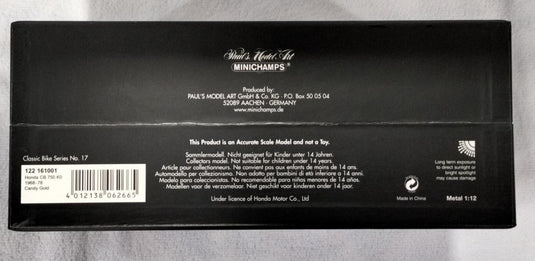 Paul's Model Art
MINICHAMPS®
Produced by:
PAUL'S MODEL ART GmbH & Co. KG · P.O. Box 50 05 04
52089 AACHEN · GERMANY
www.minichamps.de
This Product is an Accurate Scale Model and not a Toy.
Classic Bike Series No. 17
122 161001
Honda CB 750 K0
1968-78
Candy Gold
4 012138 062665
Sammlermodell. Nicht geeignet für Kinder unter 14 Jahren.
Collectors model. Not suitable for children under 14 years.
Article pour collectionneurs. Ne convient pas aux enfants de moins de 14 ans.
Automodello per collezionismo. Non adatto per bambini di età inferiore a 14 anni.
Modelo para coleccionistas. No recomendable para niños menores de 14 años.
Modellen voor de verzamelaar. Niet geschikt voor kinderen onder 14 jaar.
Under licence of Honda Motor Co., Ltd
Long term exposure
to direct sunlight or
bright spotlight
may cause damage
Made in China
Metal 1:12